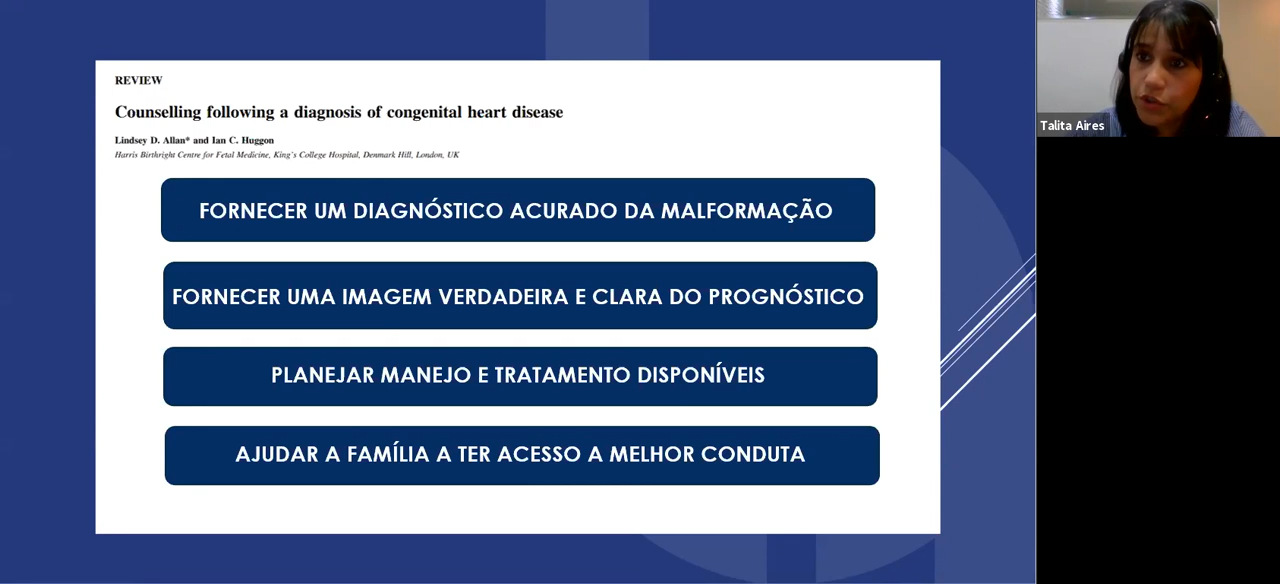 REVIEW
Counselling following a diagnosis of congenital heart disease
Lindsey D. Allan* and Ian C. Huggon
Harris Birthright Centre for Fetal Medicine, King's College Hospital, Denmark Hill, London, UK
FORNECER UM DIAGNÓSTICO ACURADO DA MALFORMAÇÃO
FORNECER UMA IMAGEM VERDADEIRA E CLARA DO PROGNÓSTICO
PLANEJAR MANEJO E TRATAMENTO DISPONÍVEIS
AJUDAR A FAMÍLIA A TER ACESSO A MELHOR CONDUTA
Talita Aires